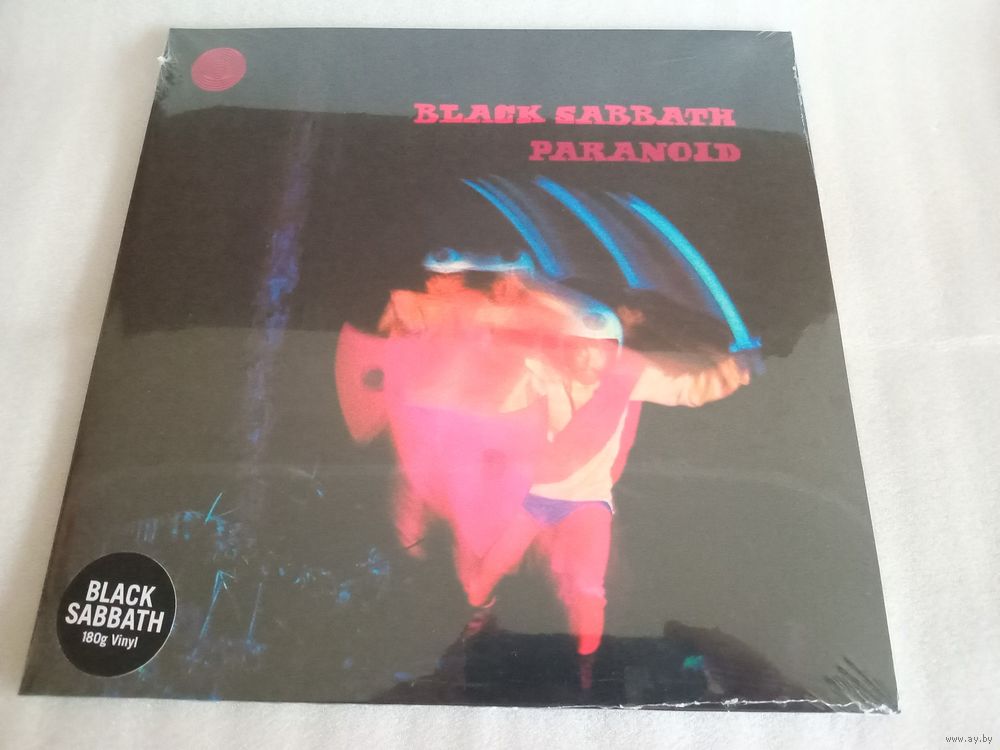 BLACK SABBATH
PARANOID
BLACK
SABBATH
180g Vinyl
www.ay.by